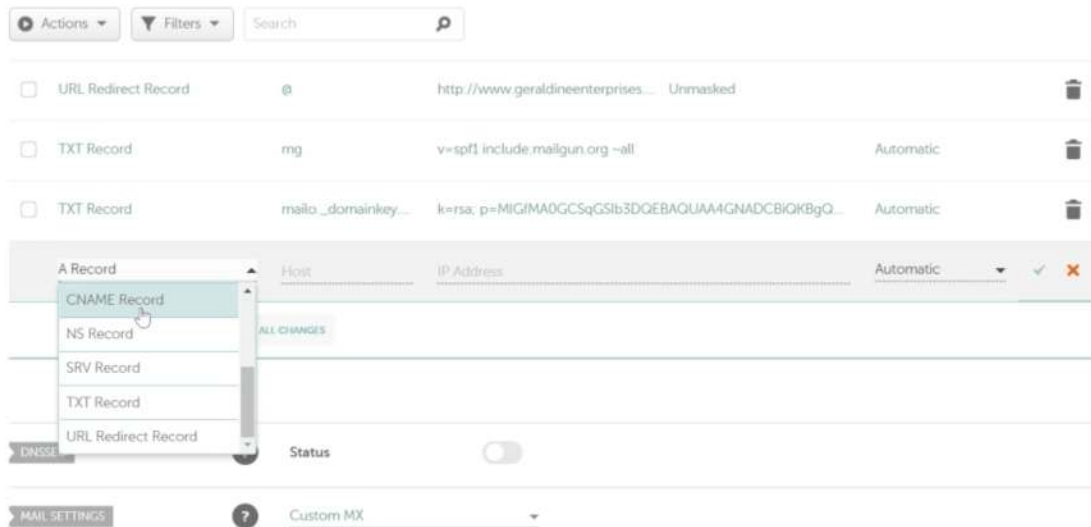 Actions Filters Search
URL Redirect Record @ http://www.geraldineenterprises.... Unmasked
TXT Record mg v=spf1 include:mailgun.org ~all Automatic
TXT Record mailo._domainkey.... k=rsa; p=MIGfMA0GCSqGSIb3DQEBAQUAA4GNADCBiQKBgQ... Automatic
A Record Host IP Address Automatic
CNAME Record
NS Record ALL CHANGES
SRV Record
TXT Record
URL Redirect Record
DNSSE ? Status
MAIL SETTINGS ? Custom MX